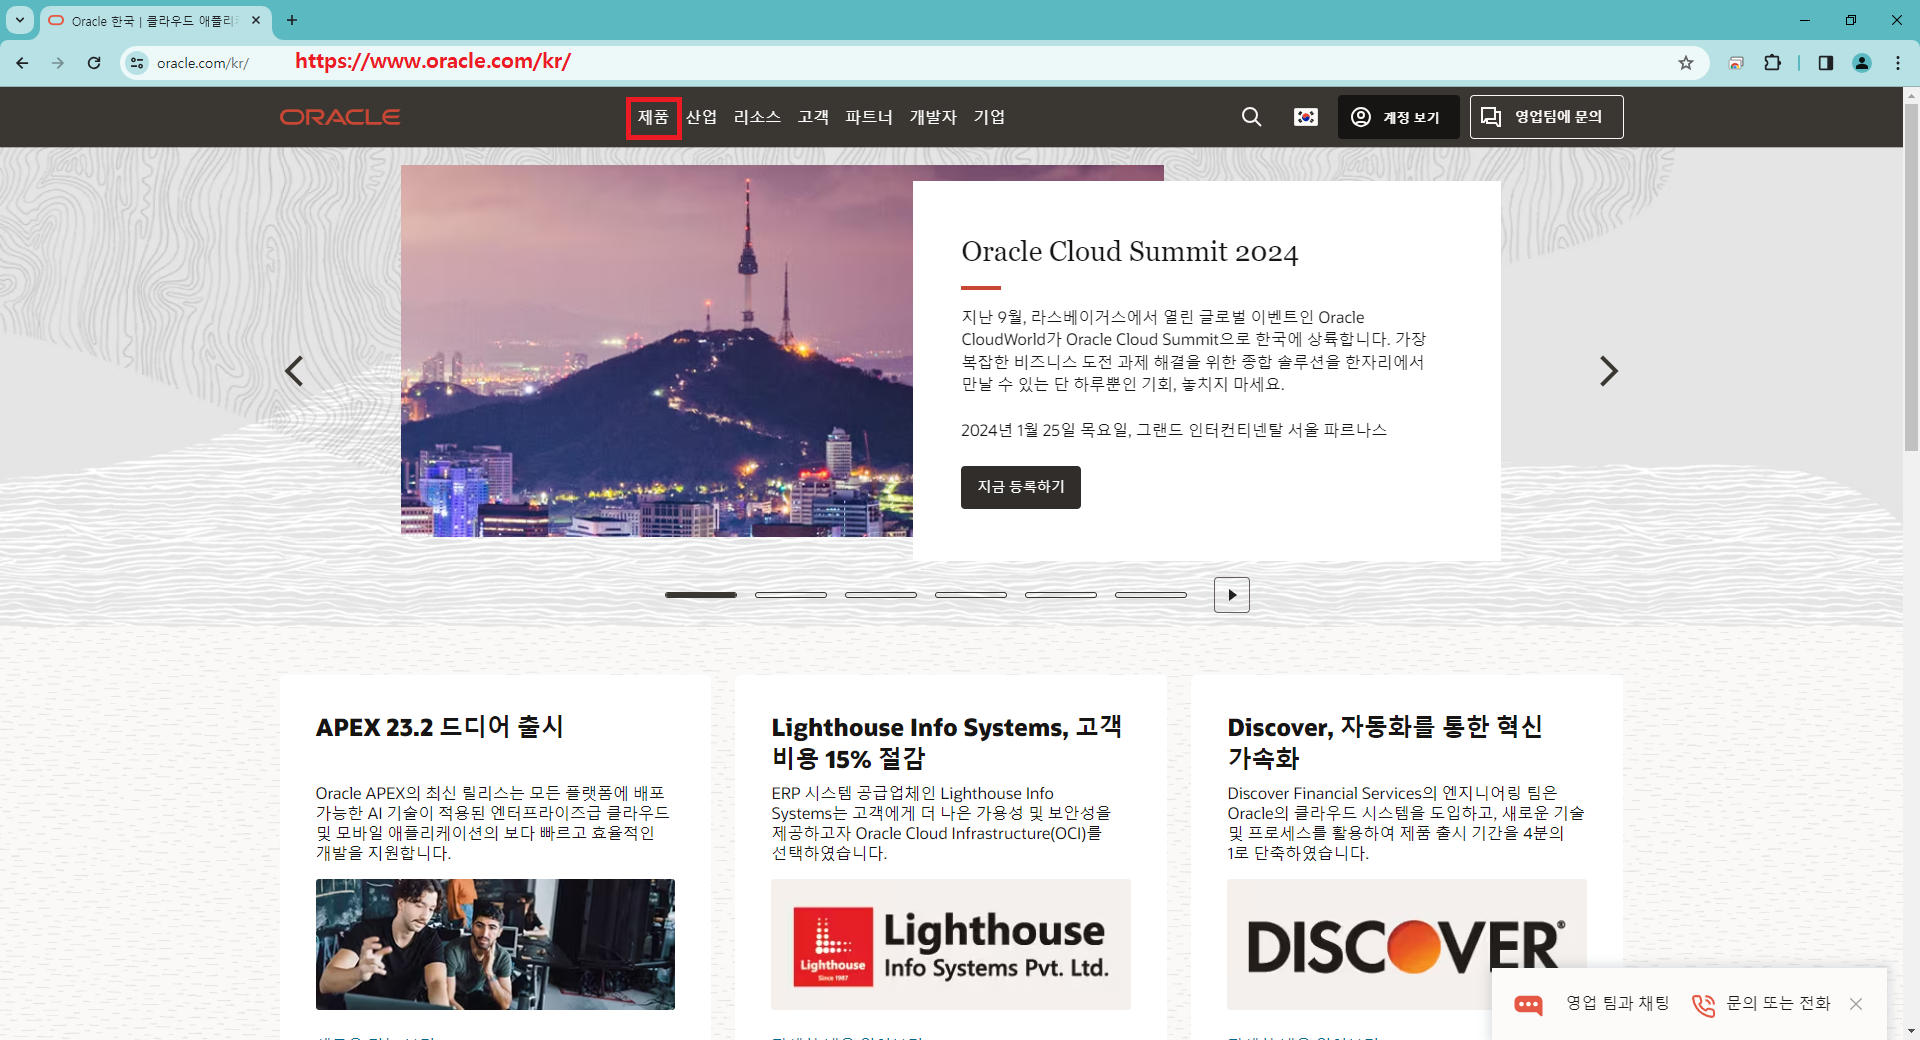 Oracle 한국 | 클라우드 애플리
oracle.com/kr/
https://www.oracle.com/kr/
ORACLE
제품 산업 리소스 고객 파트너 개발자 기업
계정 보기
영업팀에 문의
Oracle Cloud Summit 2024
지난 9월, 라스베이거스에서 열린 글로벌 이벤트인 Oracle
CloudWorld가 Oracle Cloud Summit으로 한국에 상륙합니다. 가장
복잡한 비즈니스 도전 과제 해결을 위한 종합 솔루션을 한자리에서
만날 수 있는 단 하루뿐인 기회, 놓치지 마세요.
2024년 1월 25일 목요일, 그랜드 인터컨티넨탈 서울 파르나스
지금 등록하기
APEX 23.2 드디어 출시
Oracle APEX의 최신 릴리스는 모든 플랫폼에 배포
가능한 AI 기술이 적용된 엔터프라이즈급 클라우드
및 모바일 애플리케이션의 보다 빠르고 효율적인
개발을 지원합니다.
Lighthouse Info Systems, 고객
비용 15% 절감
ERP 시스템 공급업체인 Lighthouse Info
Systems는 고객에게 더 나은 가용성 및 보안성을
제공하고자 Oracle Cloud Infrastructure(OCI)를
선택하였습니다.
Lighthouse
Since 1987
Lighthouse
Info Systems Pvt. Ltd.
Discover, 자동화를 통한 혁신
가속화
Discover Financial Services의 엔지니어링 팀은
Oracle의 클라우드 시스템을 도입하고, 새로운 기술
및 프로세스를 활용하여 제품 출시 기간을 4분의
1로 단축하였습니다.
DISCOVER®
영업 팀과 채팅
문의 또는 전화